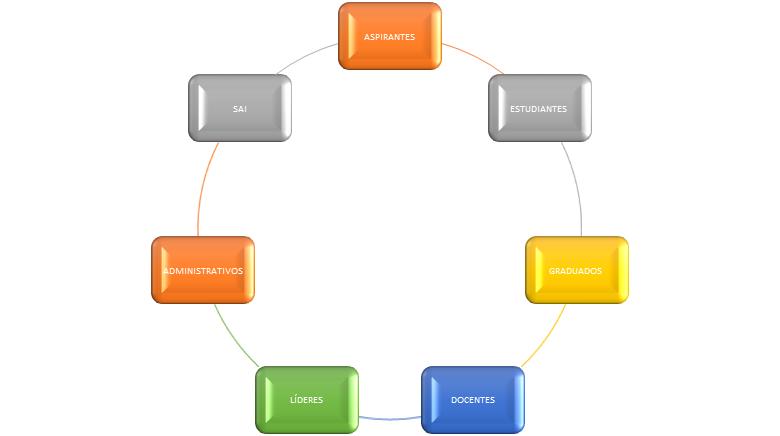 ASPIRANTES
ESTUDIANTES
GRADUADOS
DOCENTES
LÍDERES
ADMINISTRATIVOS
SAI